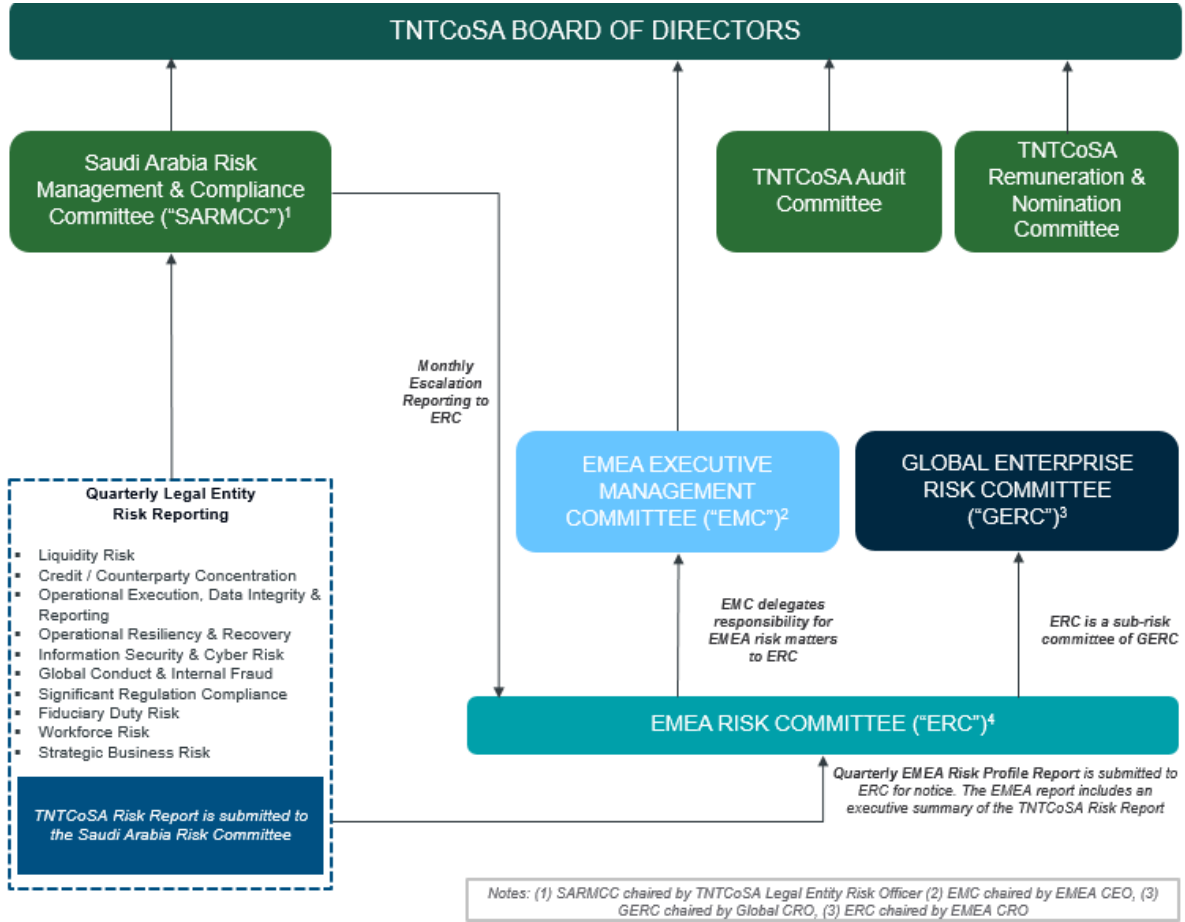 TNTCoSA BOARD OF DIRECTORS
Saudi Arabia Risk
Management & Compliance
Committee (“SARMCC”)1
TNTCoSA Audit
Committee
TNTCoSA
Remuneration &
Nomination
Committee
Monthly
Escalation
Reporting to
ERC
EMEA EXECUTIVE
MANAGEMENT
COMMITTEE (“EMC”)2
GLOBAL ENTERPRISE
RISK COMMITTEE
(“GERC”)3
Quarterly Legal Entity
Risk Reporting
▪ Liquidity Risk
▪ Credit / Counterparty Concentration
▪ Operational Execution, Data Integrity &
Reporting
▪ Operational Resiliency & Recovery
▪ Information Security & Cyber Risk
▪ Global Conduct & Internal Fraud
▪ Significant Regulation Compliance
▪ Fiduciary Duty Risk
▪ Workforce Risk
▪ Strategic Business Risk
TNTCoSA Risk Report is submitted to
the Saudi Arabia Risk Committee
EMC delegates
responsibility for
EMEA risk matters
to ERC
ERC is a sub-risk
committee of GERC
EMEA RISK COMMITTEE (“ERC”)4
Quarterly EMEA Risk Profile Report is submitted to
ERC for notice. The EMEA report includes an
executive summary of the TNTCoSA Risk Report
Notes: (1) SARMCC chaired by TNTCoSA Legal Entity Risk Officer (2) EMC chaired by EMEA CEO, (3)
GERC chaired by Global CRO, (3) ERC chaired by EMEA CRO